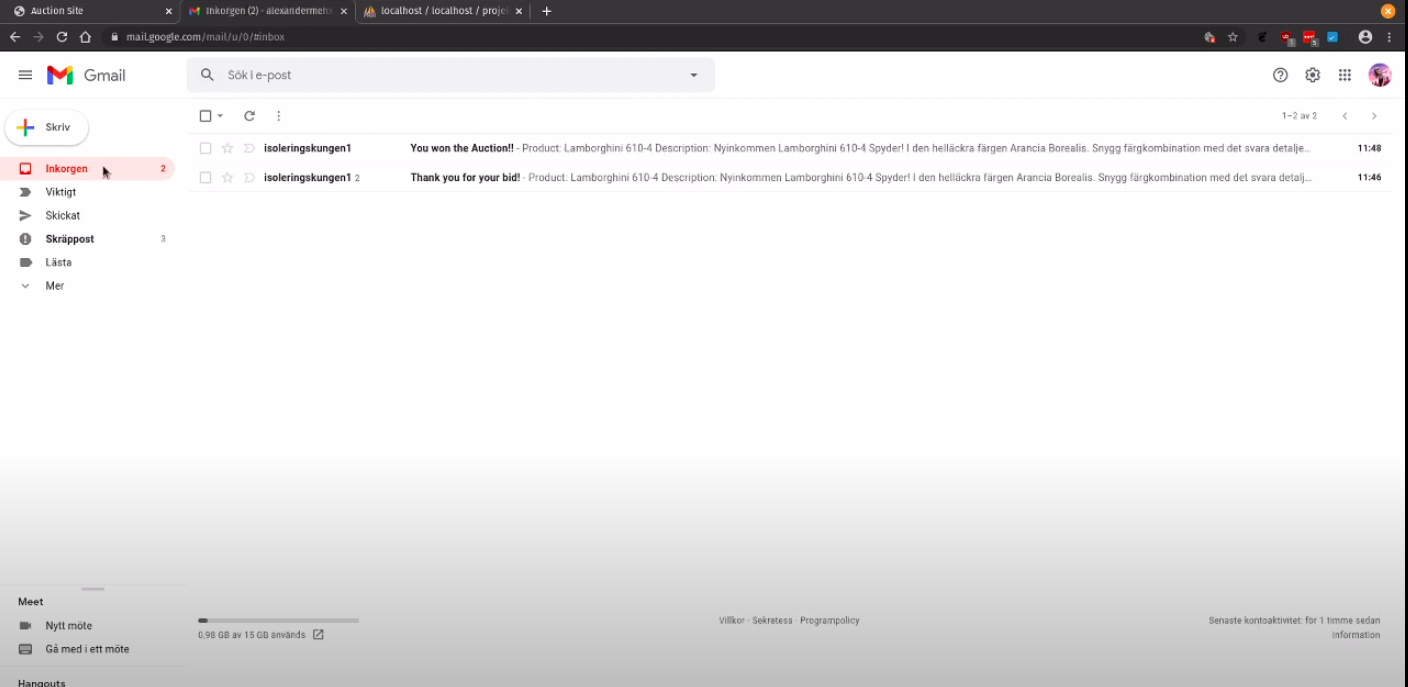 Auction Site
Inkorgen (2) - alexandermeh
localhost / localhost / proje
mail.google.com/mail/u/0/#inbox
Gmail
Sök i e-post
Skriv
1–2 av 2
Inkorgen 2
Viktigt
Skickat
Skräppost 3
Lästa
Mer
isoleringskungen1 You won the Auction!! - Product: Lamborghini 610-4 Description: Nyinkommen Lamborghini 610-4 Spyder! I den helläckra färgen Arancia Borealis. Snygg färgkombination med det svara detalje... 11:48
isoleringskungen1 2 Thank you for your bid! - Product: Lamborghini 610-4 Description: Nyinkommen Lamborghini 610-4 Spyder! I den helläckra färgen Arancia Borealis. Snygg färgkombination med det svara detalj... 11:46
Meet
Nytt möte
Gå med i ett möte
Hangouts
0,98 GB av 15 GB används
Villkor · Sekretess · Programpolicy
Senaste kontoaktivitet: för 1 timme sedan
Information